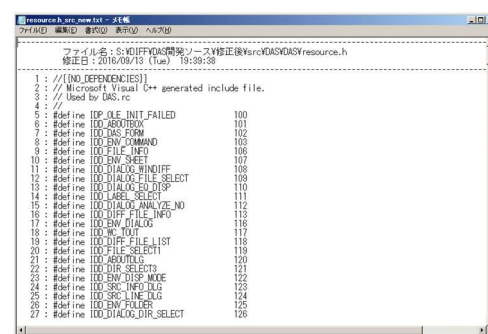 resource.h_src_new.txt - メモ帳
ファイル(F) 編集(E) 書式(O) 表示(V) ヘルプ(H)
ファイル名：S:¥DIFF¥DAS開発ソース¥修正後¥src¥DAS¥DAS¥resource.h
修正日：2016/09/13 (Tue) 19:39:38
1 : //{{NO_DEPENDENCIES}}
2 : // Microsoft Visual C++ generated include file.
3 : // Used by DAS.rc
4 : //
5 : #define IDP_OLE_INIT_FAILED 100
6 : #define IDD_ABOUTBOX 101
7 : #define IDD_DAS_FORM 102
8 : #define IDD_ENV_COMMAND 103
9 : #define IDD_FILE_INFO 106
10 : #define IDD_ENV_SHEET 107
11 : #define IDD_DIALOG_WINDIFF 108
12 : #define IDD_DIALOG_FILE_SELECT 109
13 : #define IDD_DIALOG_EQ_DISP 110
14 : #define IDD_LABEL_SELECT 111
15 : #define IDD_DIALOG_ANALYZE_NO 112
16 : #define IDD_DIFF_FILE_INFO 113
17 : #define IDD_ENV_DIALOG 116
18 : #define IDD_WC_TOUT 117
19 : #define IDD_DIFF_FILE_LIST 118
20 : #define IDD_FILE_SELECT1 119
21 : #define IDD_ABOUTDLG 120
22 : #define IDD_DIR_SELECT3 121
23 : #define IDD_ENV_DISP_MODE 122
24 : #define IDD_SRC_INFO_DLG 123
25 : #define IDD_SRC_LINE_DLG 124
26 : #define IDD_ENV_FOLDER 125
27 : #define IDD_DIALOG_DIR_SELECT 126